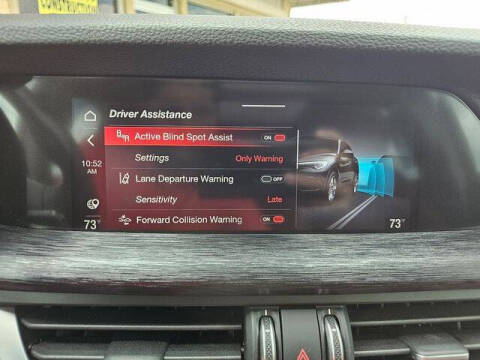 CONSTRUCTION
Driver Assistance
Active Blind Spot Assist ON
Settings Only Warning
10:52
AM
Lane Departure Warning OFF
Sensitivity Late
Forward Collision Warning ON
73°
73°